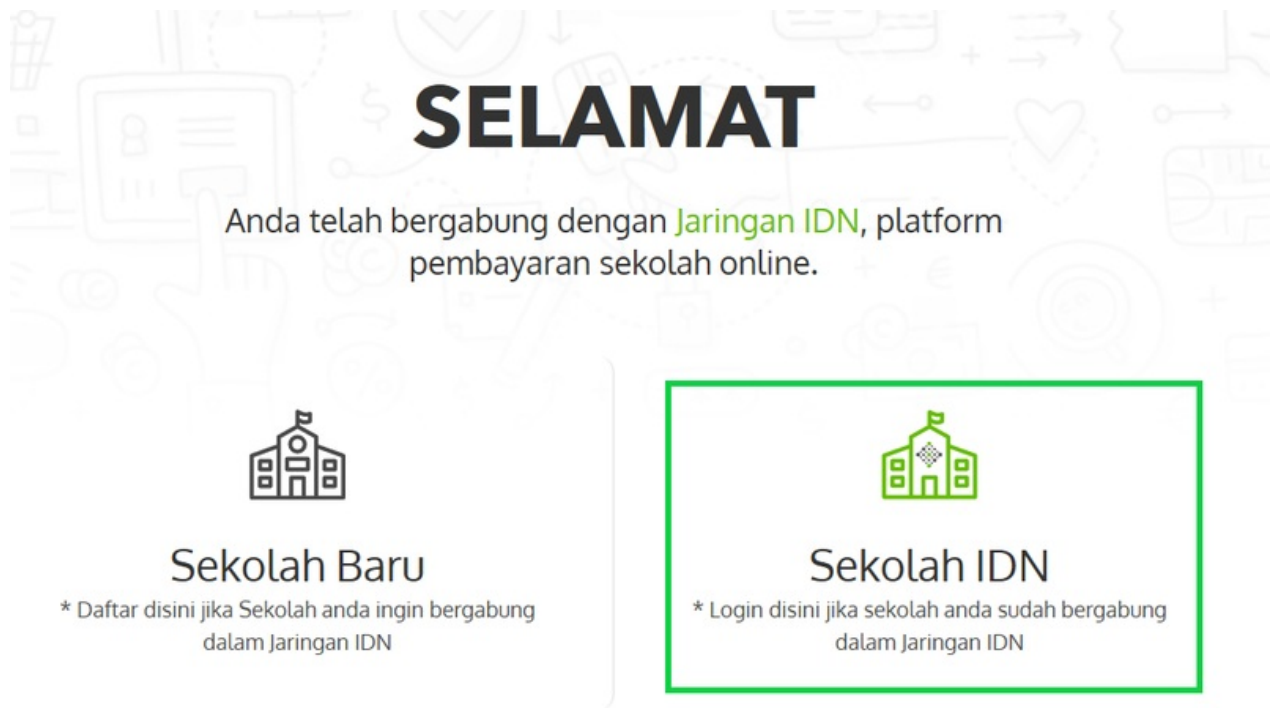 SELAMAT
Anda telah bergabung dengan Jaringan IDN, platform
pembayaran sekolah online.
Sekolah Baru
* Daftar disini jika Sekolah anda ingin bergabung
dalam Jaringan IDN
Sekolah IDN
* Login disini jika sekolah anda sudah bergabung
dalam Jaringan IDN